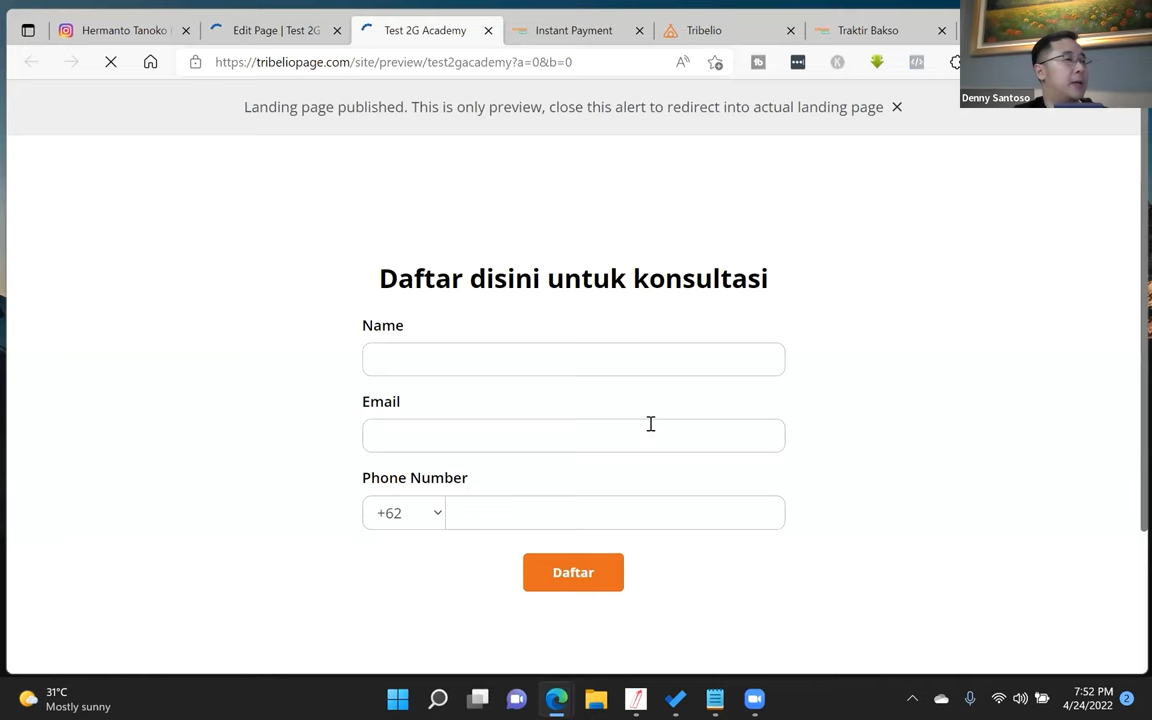 Hermanto Tanoko
Edit Page | Test 2G
Test 2G Academy
Instant Payment
Tribelio
Traktir Bakso
https://tribeliopage.com/site/preview/test2gacademy?a=0&b=0
Denny Santoso
Landing page published. This is only preview, close this alert to redirect into actual landing page
Daftar disini untuk konsultasi
Name
Email
Phone Number
+62
Daftar
31°C
Mostly sunny
7:52 PM
4/24/2022
2